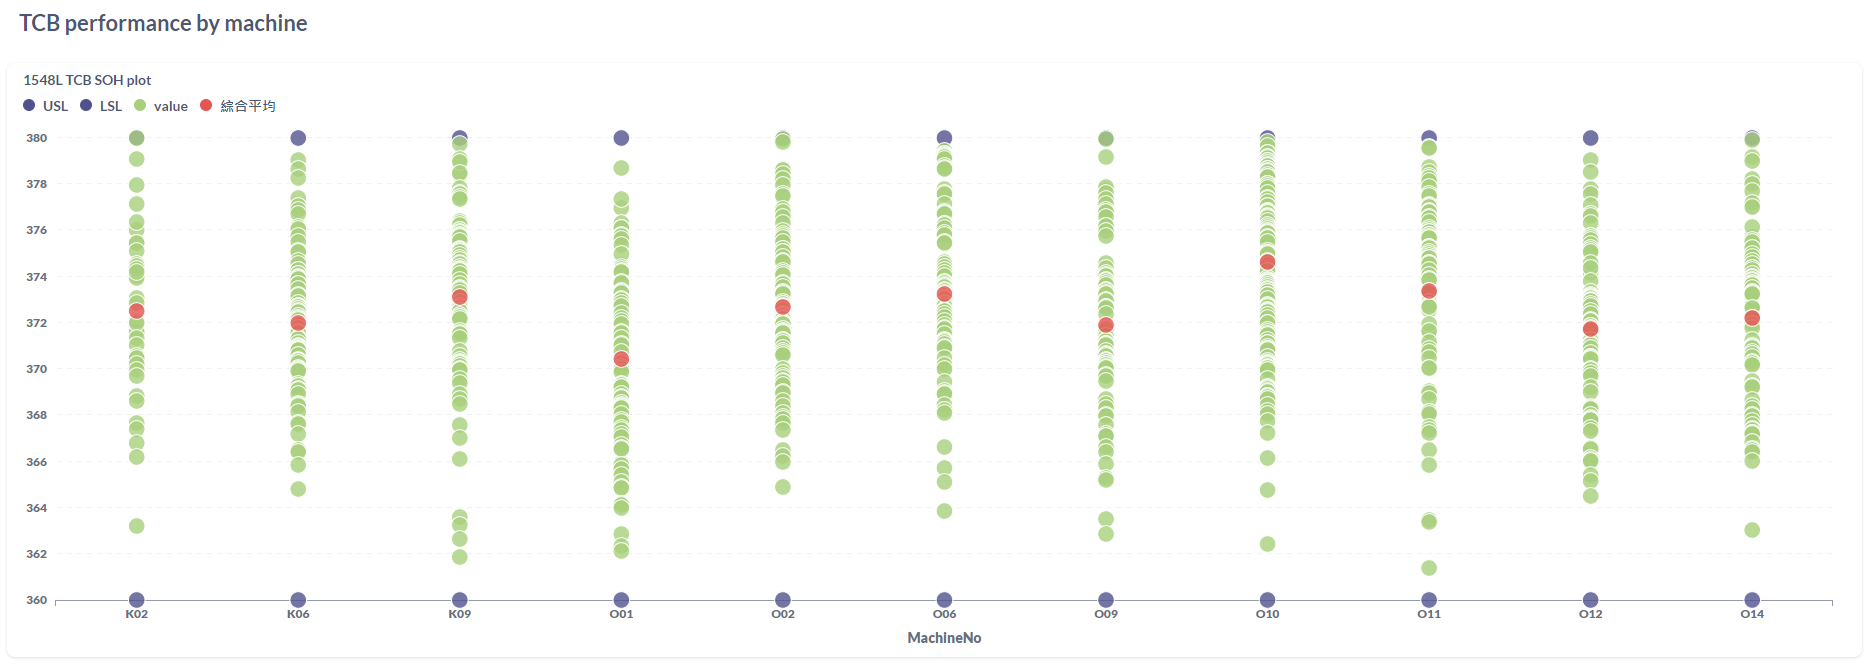 TCB performance by machine
1548L TCB SOH plot
USL LSL value 綜合平均
380
378
376
374
372
370
368
366
364
362
360
K02 K06 K09 O01 O02 O06 O09 O10 O11 O12 O14
MachineNo